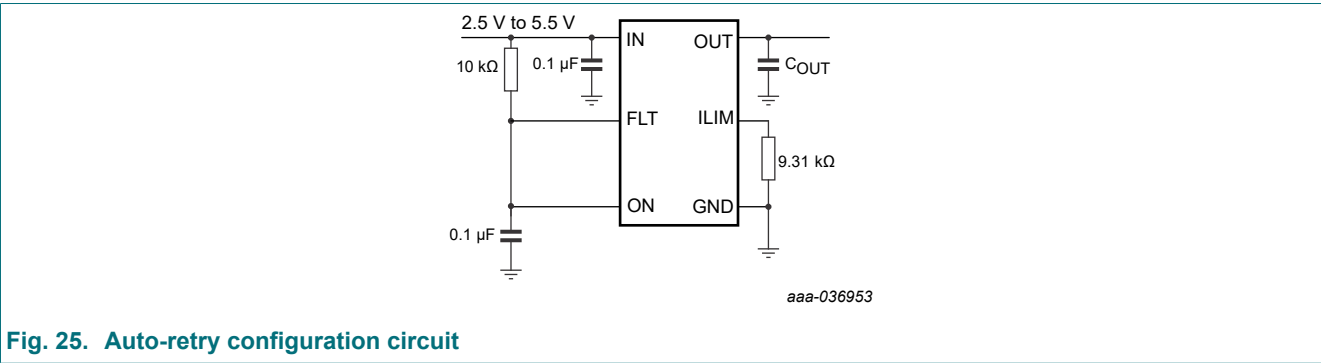 2.5 V to 5.5 V
IN
OUT
10 kΩ
0.1 µF
COUT
FLT
ILIM
9.31 kΩ
ON
GND
0.1 µF
aaa-036953
Fig. 25. Auto-retry configuration circuit